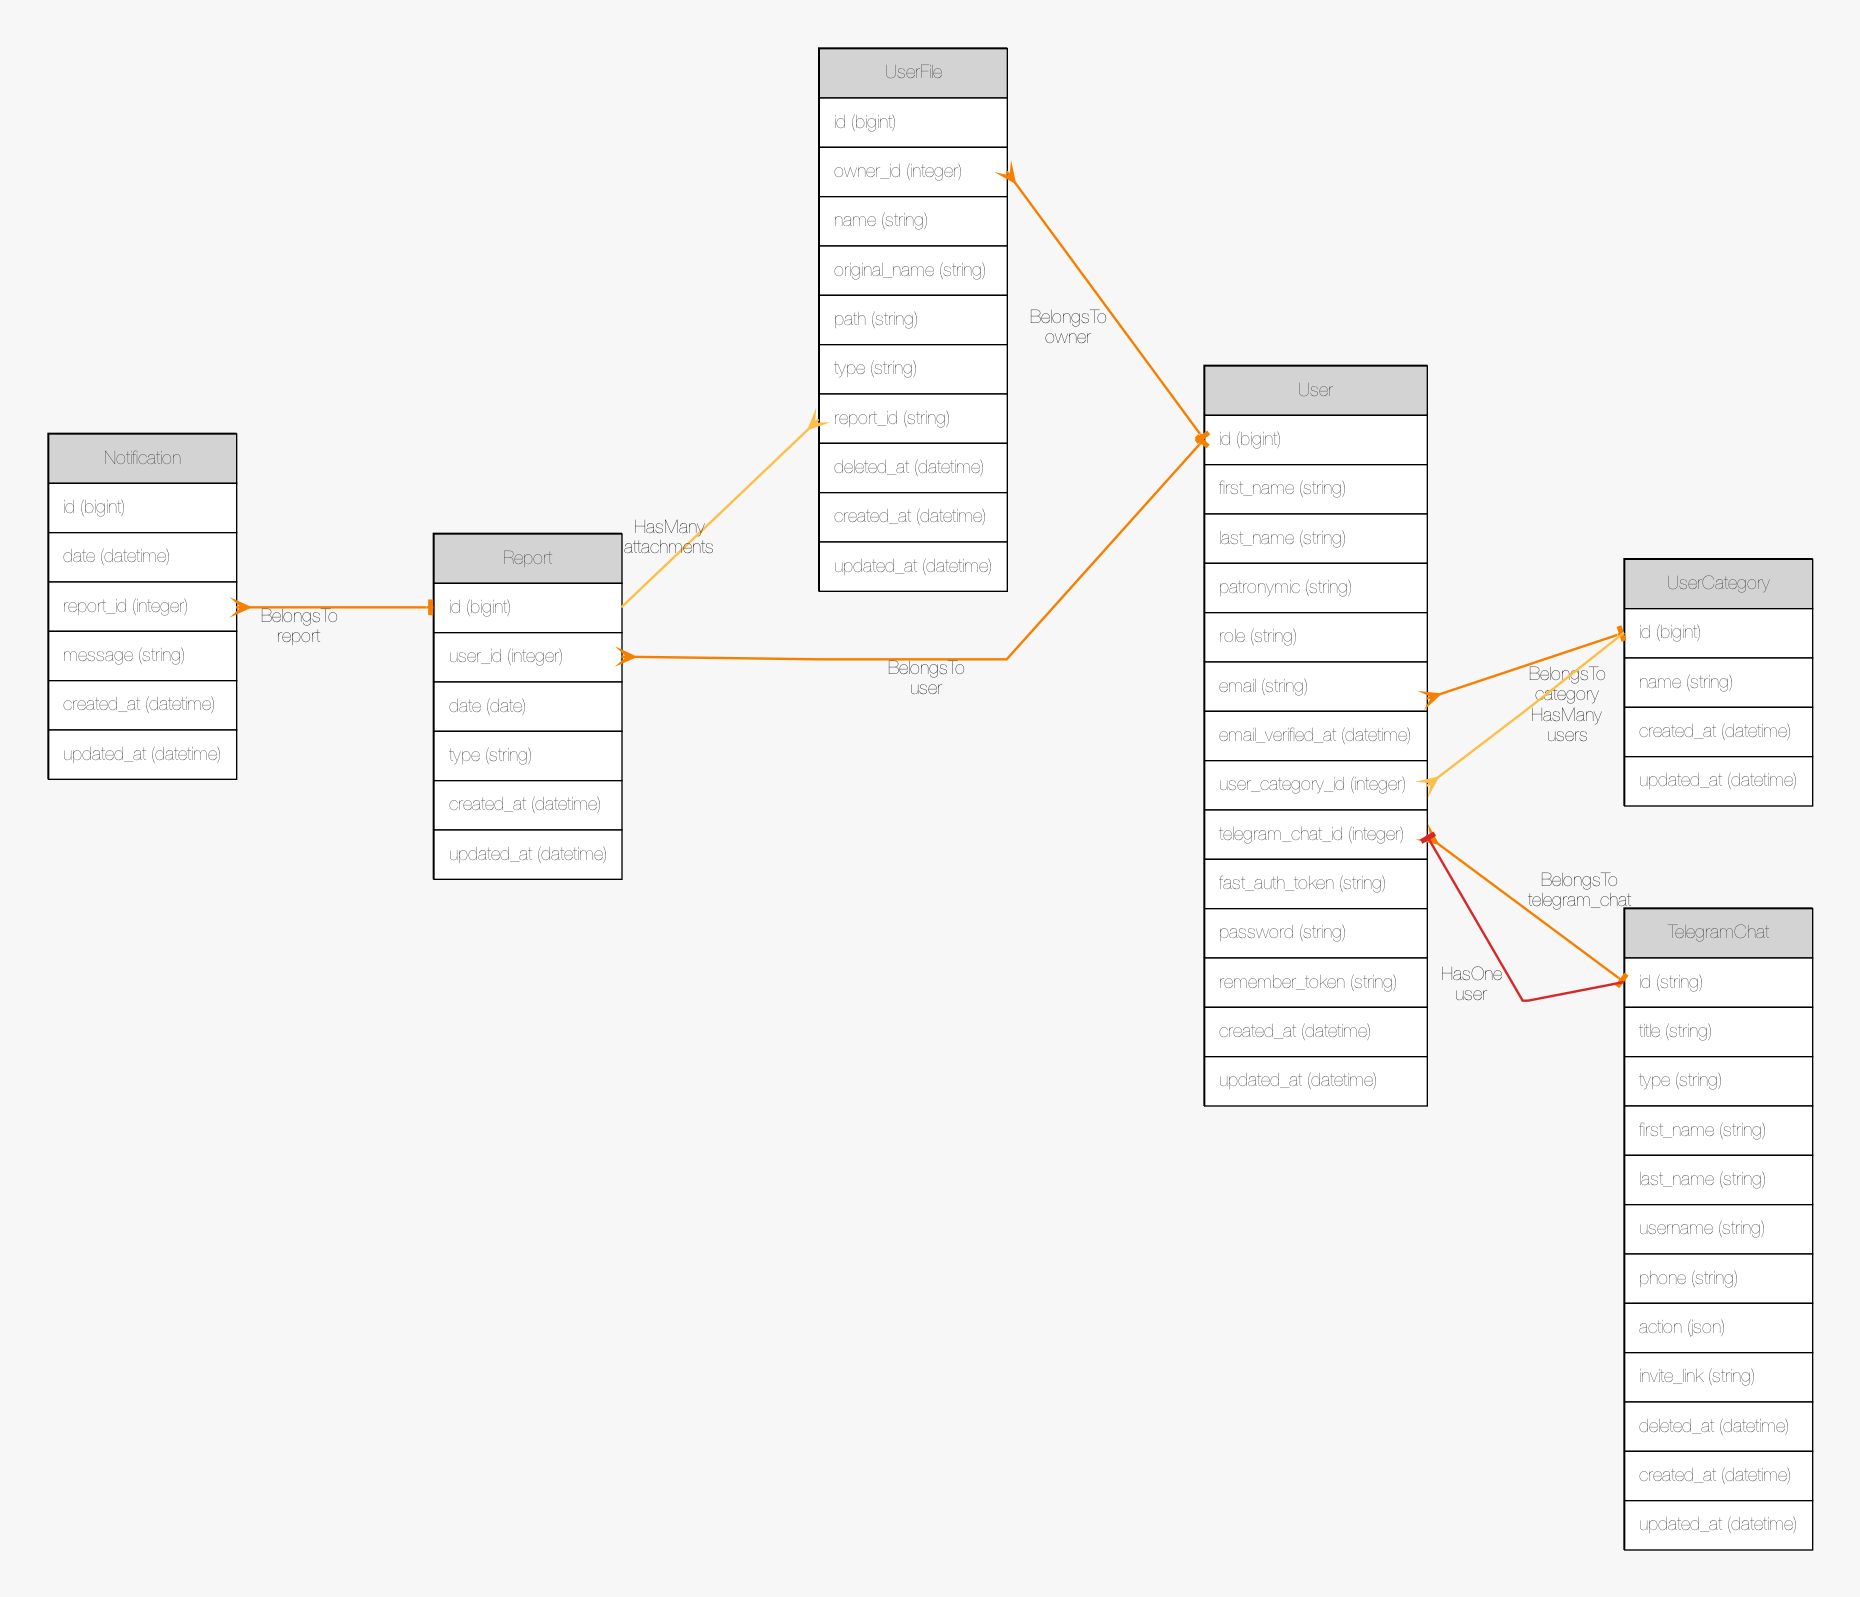 UserFile
id (bigint)
owner_id (integer)
name (string)
original_name (string)
path (string)
type (string)
report_id (string)
deleted_at (datetime)
created_at (datetime)
updated_at (datetime)
BelongsTo
owner
User
id (bigint)
first_name (string)
last_name (string)
patronymic (string)
role (string)
email (string)
email_verified_at (datetime)
user_category_id (integer)
telegram_chat_id (integer)
fast_auth_token (string)
password (string)
remember_token (string)
created_at (datetime)
updated_at (datetime)
Notification
id (bigint)
date (datetime)
report_id (integer)
message (string)
created_at (datetime)
updated_at (datetime)
BelongsTo
report
Report
id (bigint)
user_id (integer)
date (date)
type (string)
created_at (datetime)
updated_at (datetime)
HasMany
attachments
BelongsTo
user
UserCategory
id (bigint)
name (string)
created_at (datetime)
updated_at (datetime)
BelongsTo
category
HasMany
users
BelongsTo
telegram_chat
HasOne
user
TelegramChat
id (string)
title (string)
type (string)
first_name (string)
last_name (string)
username (string)
phone (string)
action (json)
invite_link (string)
deleted_at (datetime)
created_at (datetime)
updated_at (datetime)